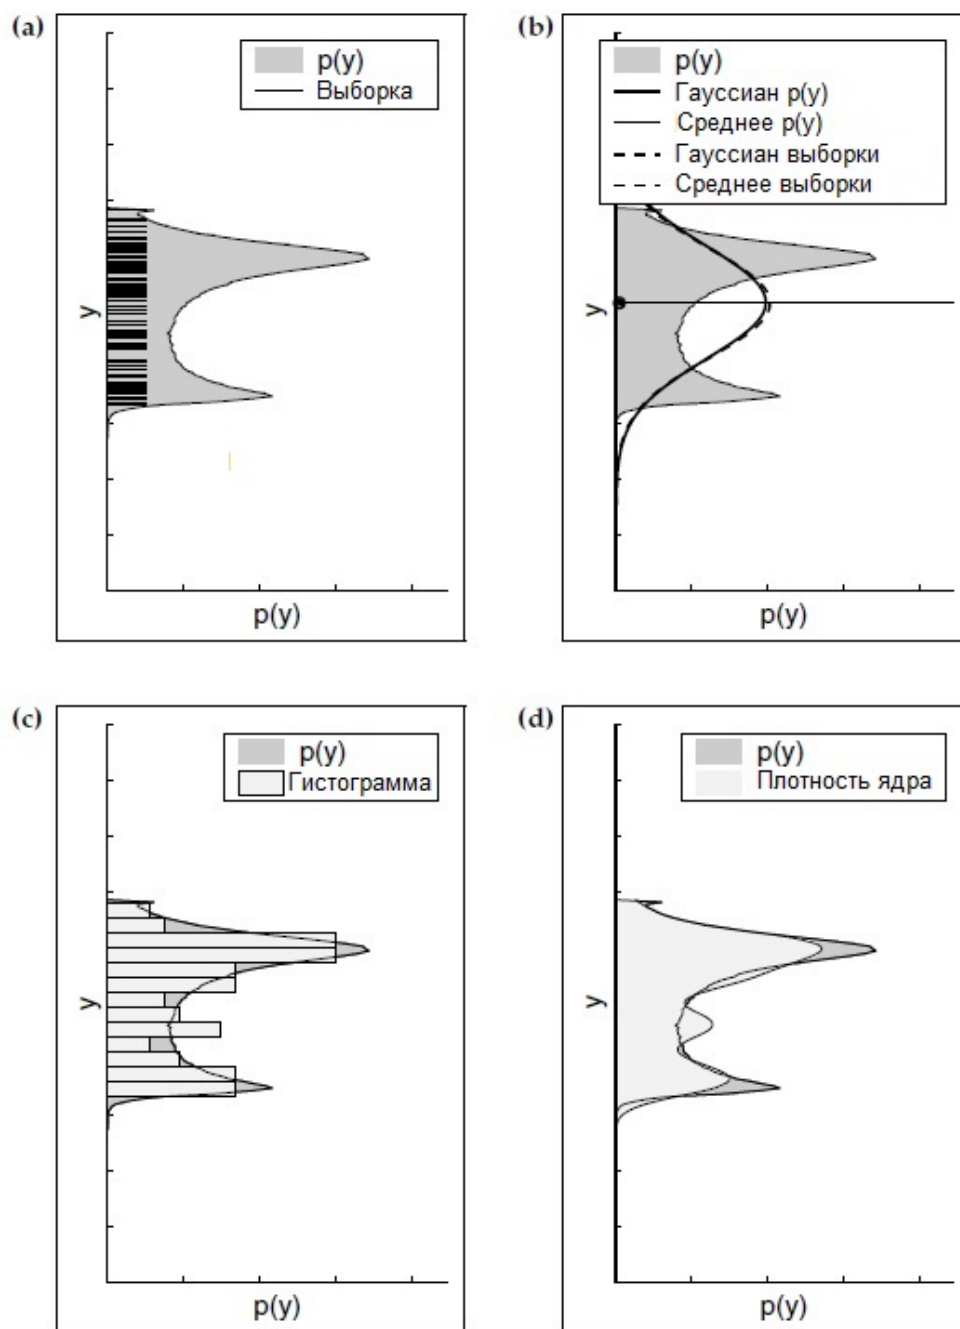 (a)
p(y)
Выборка
y
p(y)
(b)
p(y)
Гауссиан p(y)
Среднее p(y)
Гауссиан выборки
Среднее выборки
y
p(y)
(c)
p(y)
Гистограмма
y
p(y)
(d)
p(y)
Плотность ядра
y
p(y)